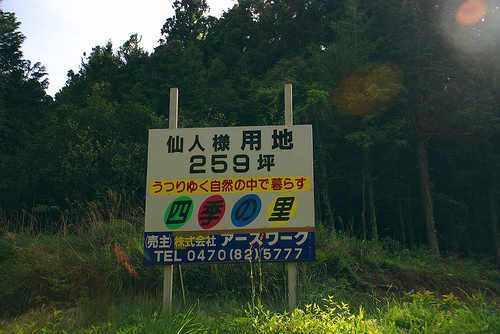 仙人様用地
259坪
うつりゆく自然の中で暮らす
四季の里
(売主)株式会社アースワーク
TEL 0470(82)5777